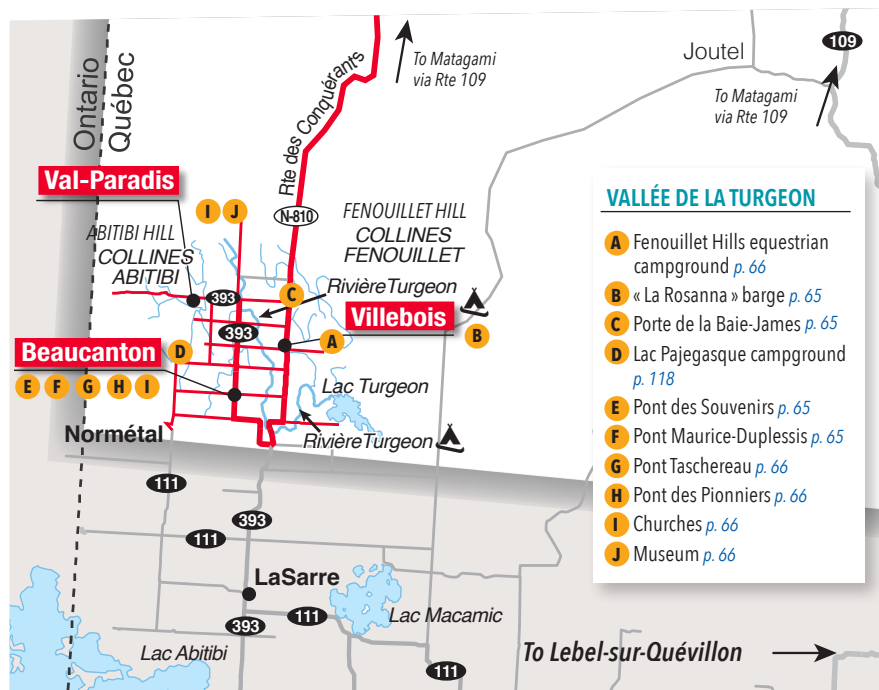 Ontario
Québec
To Matagami
via Rte 109
Joutel
109
To Matagami
via Rte 109
Rte des Conquérants
Val-Paradis
I J
N-810
FENOUILLET HILL
COLLINES
FENOUILLET
ABITIBI HILL
COLLINES
ABITIBI
393
C
Rivière Turgeon
Villebois
393
A
B
Beaucanton
D
E F G H I
Lac Turgeon
Normétal
Rivière Turgeon
VALLÉE DE LA TURGEON
A Fenouillet Hills equestrian
campground p. 66
B « La Rosanna » barge p. 65
C Porte de la Baie-James p. 65
D Lac Pajegasque campground
p. 118
E Pont des Souvenirs p. 65
F Pont Maurice-Duplessis p. 65
G Pont Taschereau p. 66
H Pont des Pionniers p. 66
I Churches p. 66
J Museum p. 66
111
393
111
LaSarre
111
Lac Macamic
393
Lac Abitibi
111
To Lebel-sur-Quévillon